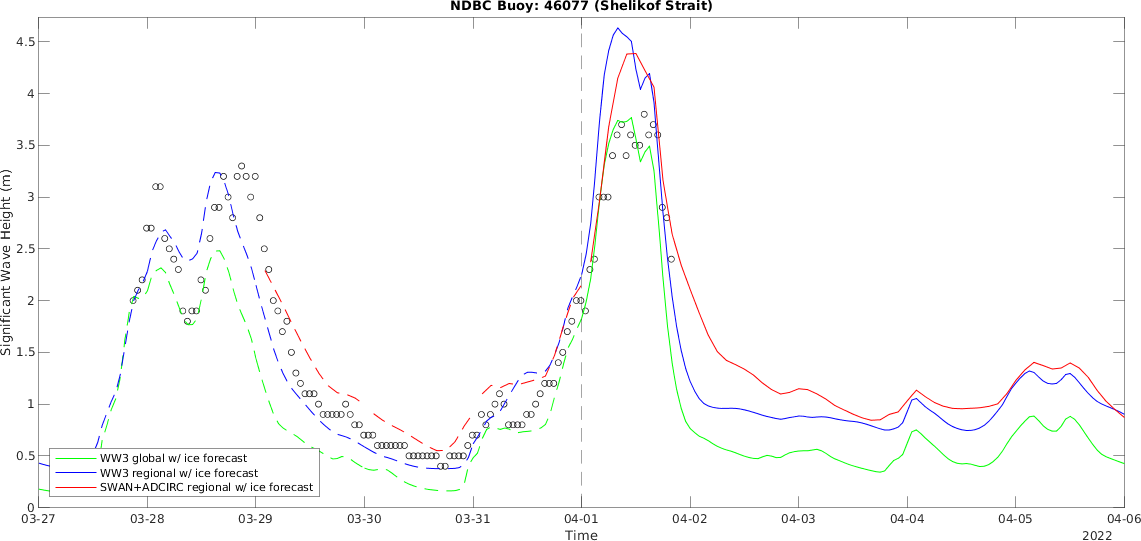 NDBC Buoy: 46077 (Shelikof Strait)
4.5
4
3.5
3
2.5
2
1.5
1
0.5
0
Significant Wave Height (m)
WW3 global w/ ice forecast
WW3 regional w/ ice forecast
SWAN+ADCIRC regional w/ ice forecast
03-27 03-28 03-29 03-30 03-31 04-01 04-02 04-03 04-04 04-05 04-06
Time
2022